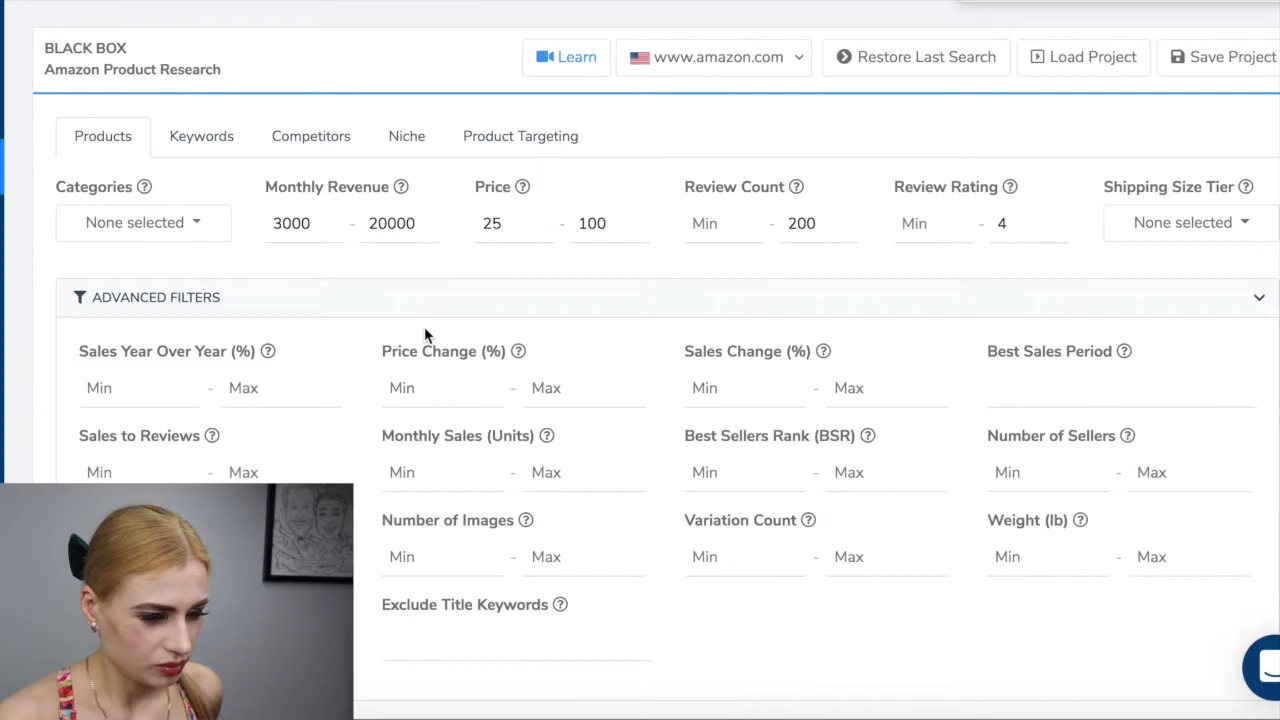 BLACK BOX
Amazon Product Research
Learn
www.amazon.com
Restore Last Search
Load Project
Save Project
Products
Keywords
Competitors
Niche
Product Targeting
Categories
Monthly Revenue
Price
Review Count
Review Rating
Shipping Size Tier
None selected
3000 - 20000
25 - 100
Min - 200
Min - 4
None selected
ADVANCED FILTERS
Sales Year Over Year (%)
Price Change (%)
Sales Change (%)
Best Sales Period
Min - Max
Min - Max
Min - Max
Sales to Reviews
Monthly Sales (Units)
Best Sellers Rank (BSR)
Number of Sellers
Min - Max
Min - Max
Min - Max
Min - Max
Number of Images
Variation Count
Weight (lb)
Min - Max
Min - Max
Min - Max
Exclude Title Keywords